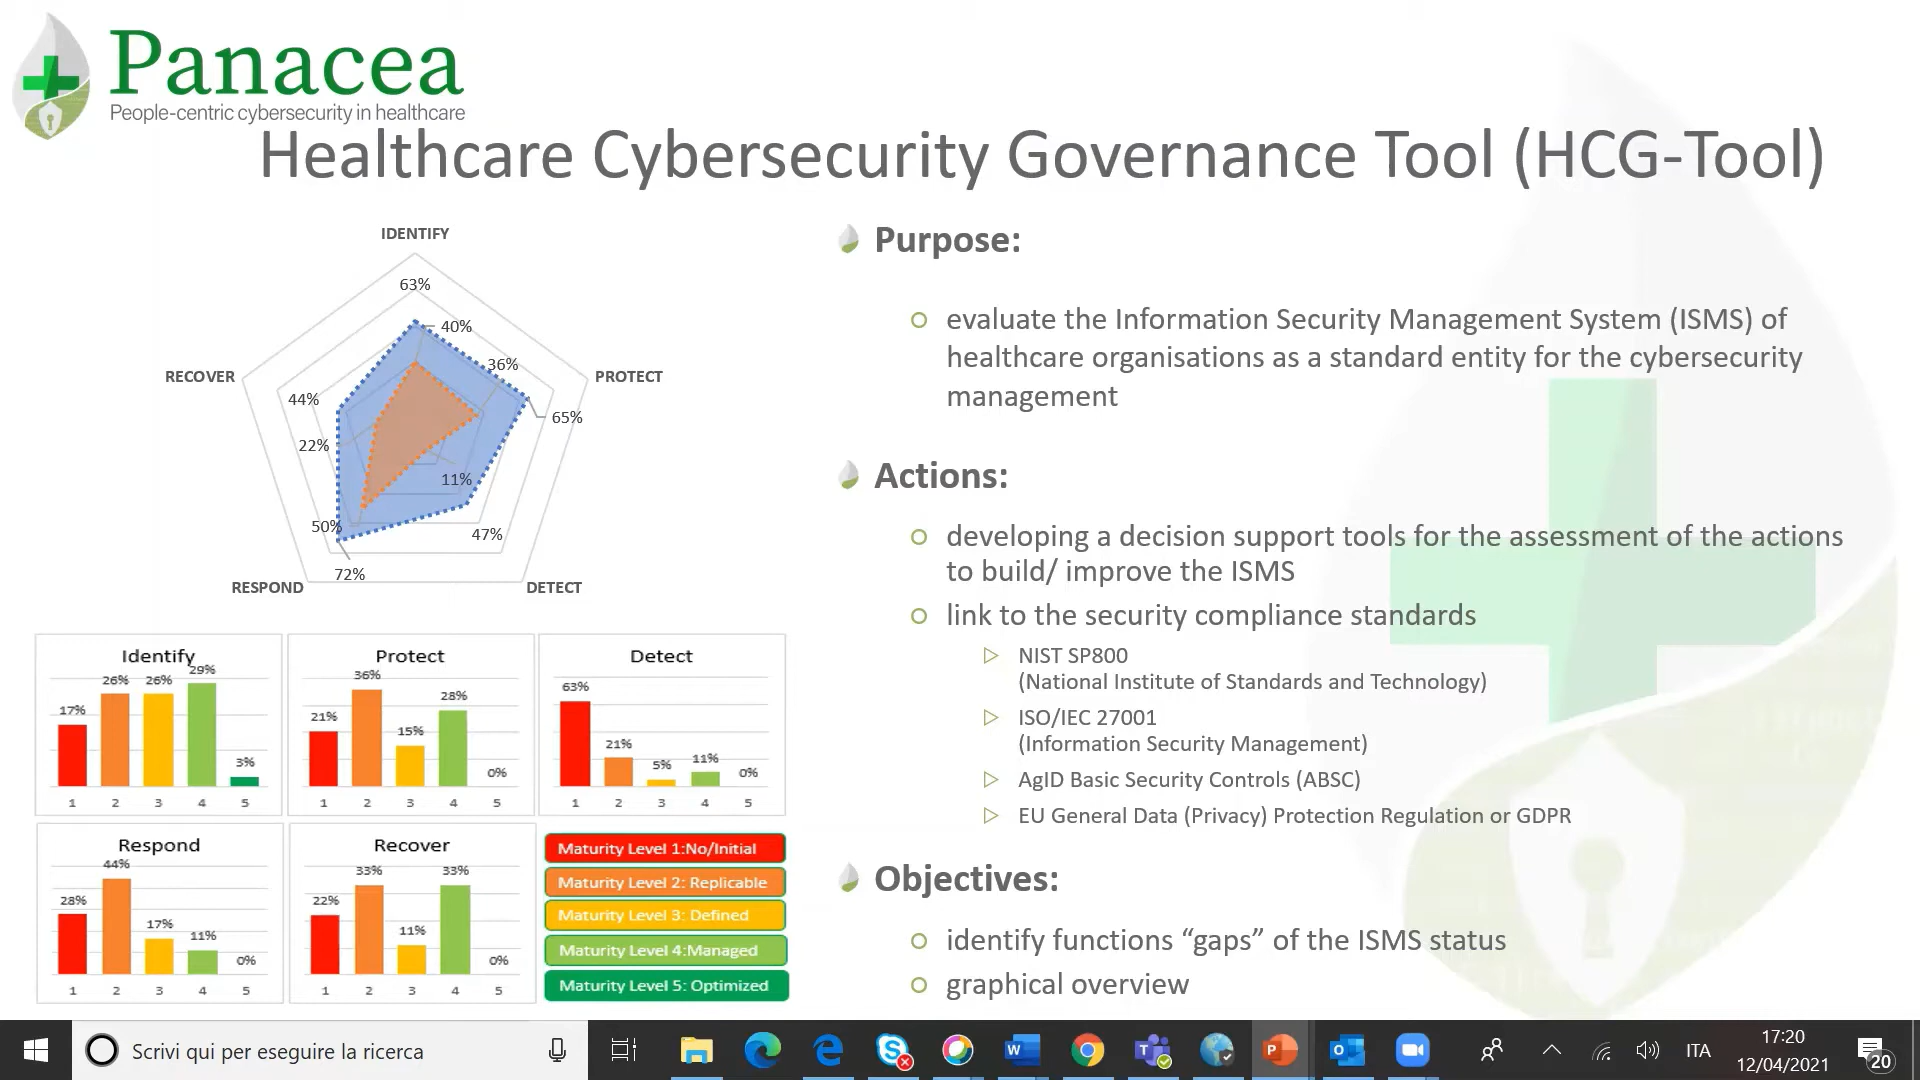 Panacea
People-centric cybersecurity in healthcare
Healthcare Cybersecurity Governance Tool (HCG-Tool)
IDENTIFY
63%
40%
36%
RECOVER
PROTECT
44%
65%
22%
11%
50%
47%
72%
RESPOND
DETECT
Identify
29%
26%
26%
17%
3%
1 2 3 4 5
Protect
36%
28%
21%
15%
0%
1 2 3 4 5
Detect
63%
21%
5%
11%
0%
1 2 3 4 5
Respond
44%
28%
17%
11%
0%
1 2 3 4 5
Recover
33%
33%
22%
11%
0%
1 2 3 4 5
Maturity Level 1:No/Initial
Maturity Level 2: Replicable
Maturity Level 3: Defined
Maturity Level 4:Managed
Maturity Level 5: Optimized
Purpose:
evaluate the Information Security Management System (ISMS) of
healthcare organisations as a standard entity for the cybersecurity
management
Actions:
developing a decision support tools for the assessment of the actions
to build/ improve the ISMS
link to the security compliance standards
NIST SP800
(National Institute of Standards and Technology)
ISO/IEC 27001
(Information Security Management)
AgID Basic Security Controls (ABSC)
EU General Data (Privacy) Protection Regulation or GDPR
Objectives:
identify functions “gaps” of the ISMS status
graphical overview
Scrivi qui per eseguire la ricerca
ITA
17:20
12/04/2021
20